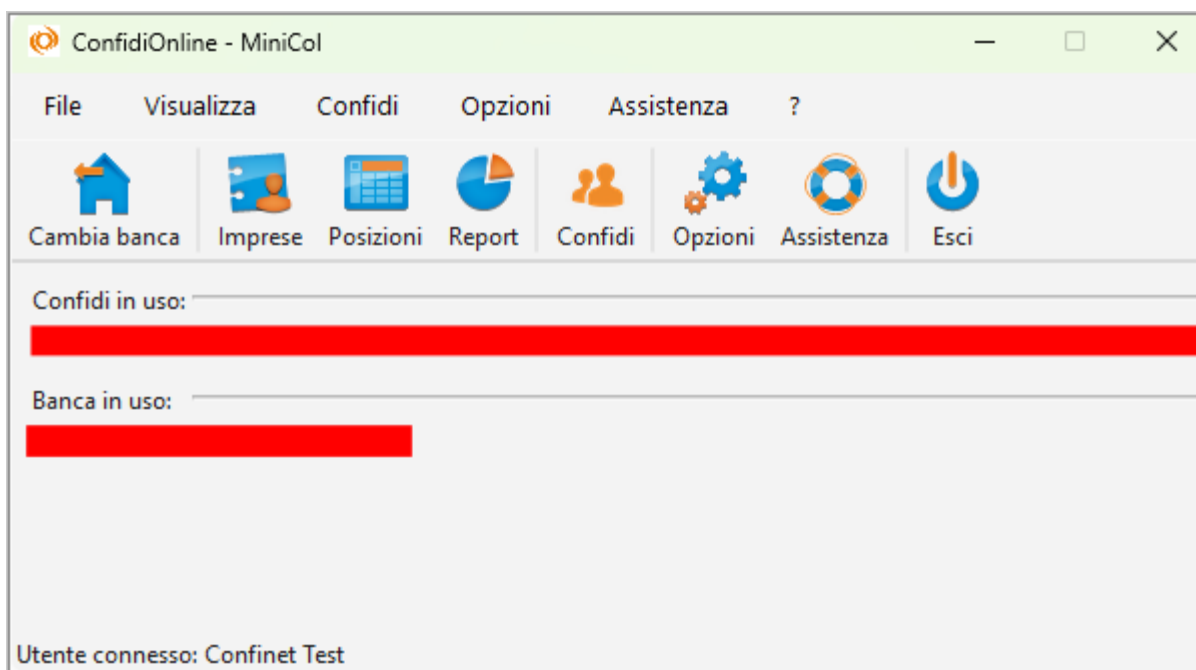 ConfidiOnline - MiniCol
File Visualizza Confidi Opzioni Assistenza ?
Cambia banca Imprese Posizioni Report Confidi Opzioni Assistenza Esci
Confidi in uso:
Banca in uso:
Utente connesso: Confinet Test